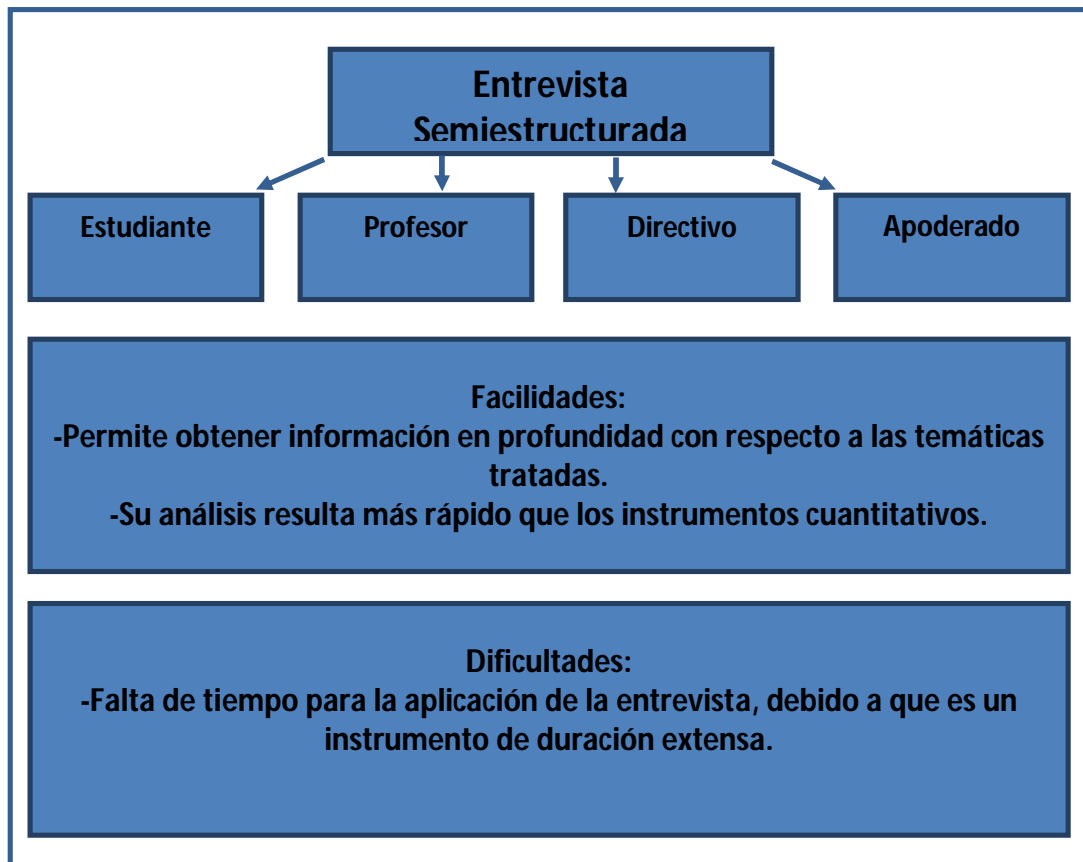 Entrevista
Semiestructurada
Estudiante
Profesor
Directivo
Apoderado
Facilidades:
-Permite obtener información en profundidad con respecto a las temáticas
tratadas.
-Su análisis resulta más rápido que los instrumentos cuantitativos.
Dificultades:
-Falta de tiempo para la aplicación de la entrevista, debido a que es un
instrumento de duración extensa.